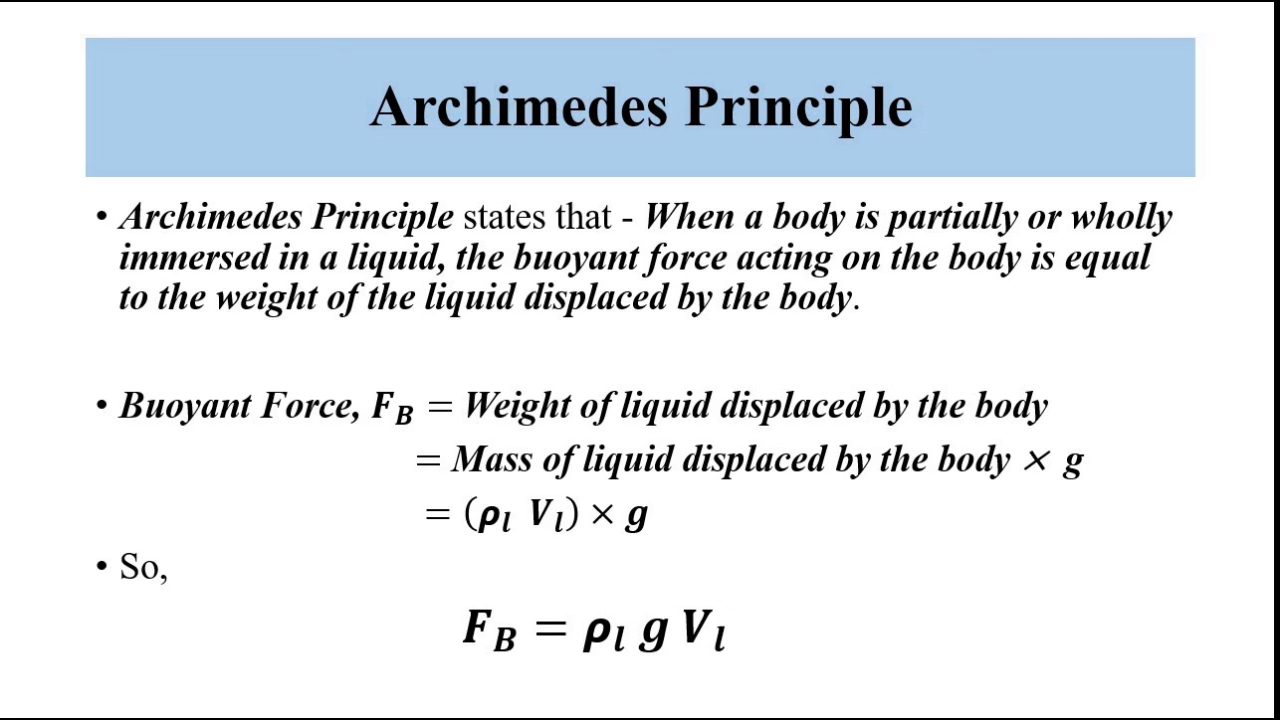 Archimedes Principle
• Archimedes Principle states that - When a body is partially or wholly
immersed in a liquid, the buoyant force acting on the body is equal
to the weight of the liquid displaced by the body.
• Buoyant Force, F_B = Weight of liquid displaced by the body
= Mass of liquid displaced by the body × g
= (ρ_l V_l) × g
• So,
F_B = ρ_l g V_l